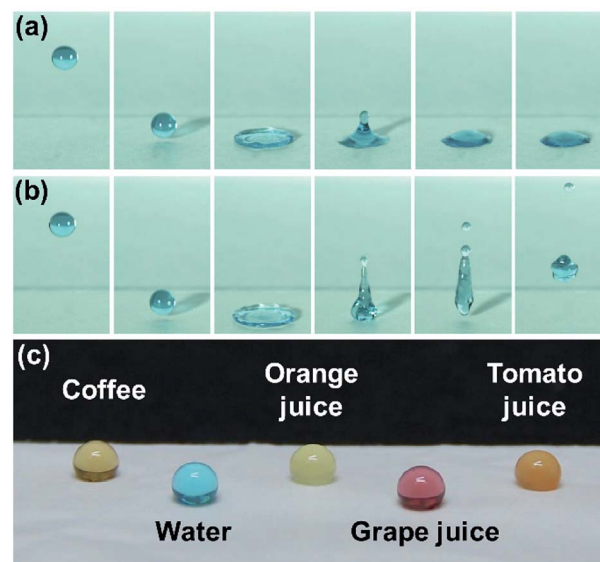 (a)
(b)
(c)
Coffee
Orange
juice
Tomato
juice
Water
Grape juice